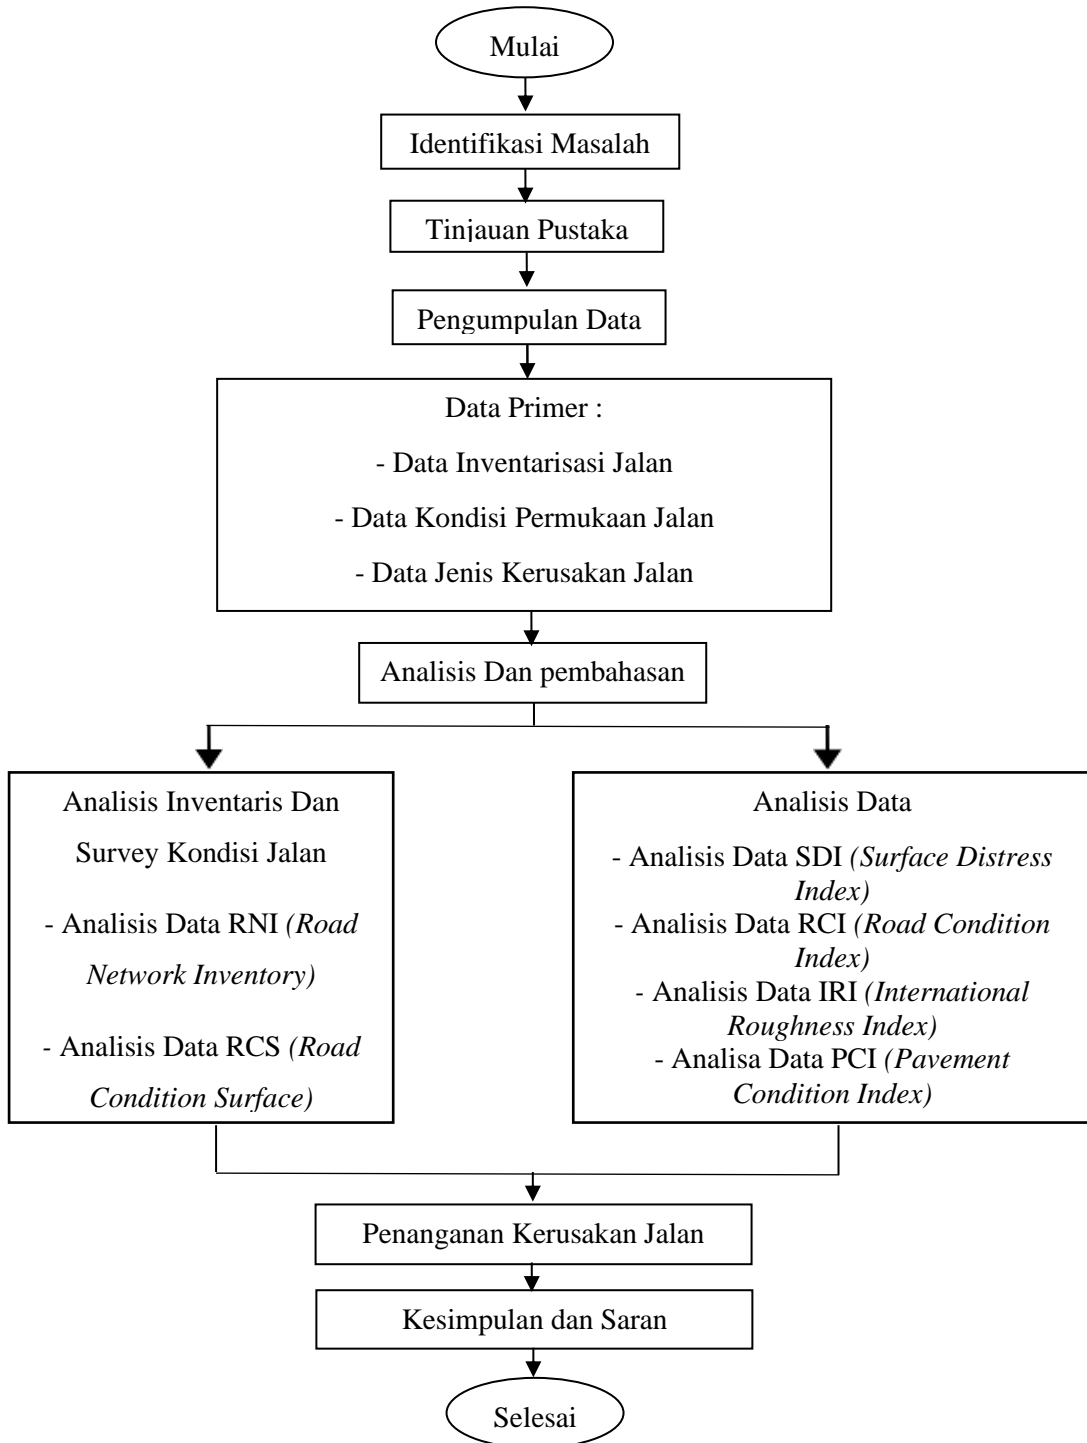 Mulai
Identifikasi Masalah
Tinjauan Pustaka
Pengumpulan Data
Data Primer :
- Data Inventarisasi Jalan
- Data Kondisi Permukaan Jalan
- Data Jenis Kerusakan Jalan
Analisis Dan pembahasan
Analisis Inventaris Dan
Survey Kondisi Jalan
- Analisis Data RNI (Road
Network Inventory)
- Analisis Data RCS (Road
Condition Surface)
Analisis Data
- Analisis Data SDI (Surface Distress
Index)
- Analisis Data RCI (Road Condition
Index)
- Analisis Data IRI (International
Roughness Index)
- Analisa Data PCI (Pavement
Condition Index)
Penanganan Kerusakan Jalan
Kesimpulan dan Saran
Selesai